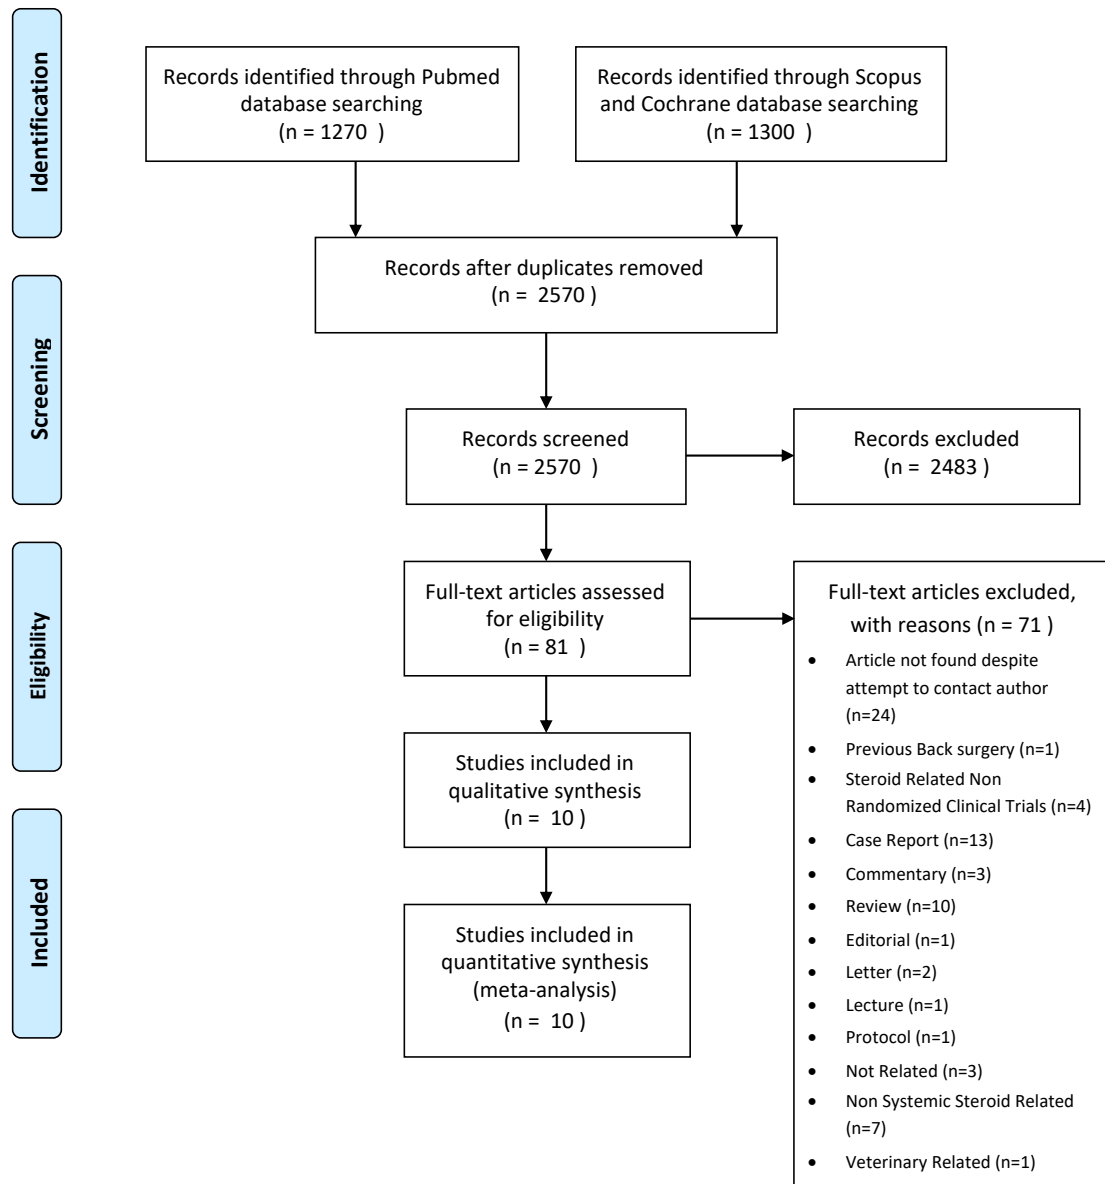 Identification
Records identified through Pubmed
database searching
(n = 1270 )
Records identified through Scopus
and Cochrane database searching
(n = 1300 )
Records after duplicates removed
(n = 2570 )
Screening
Records screened
(n = 2570 )
Records excluded
(n = 2483 )
Eligibility
Full-text articles assessed
for eligibility
(n = 81 )
Full-text articles excluded,
with reasons (n = 71 )
• Article not found despite
attempt to contact author
(n=24)
• Previous Back surgery (n=1)
• Steroid Related Non
Randomized Clinical Trials (n=4)
• Case Report (n=13)
• Commentary (n=3)
• Review (n=10)
• Editorial (n=1)
• Letter (n=2)
• Lecture (n=1)
• Protocol (n=1)
• Not Related (n=3)
• Non Systemic Steroid Related
(n=7)
• Veterinary Related (n=1)
Studies included in
qualitative synthesis
(n = 10 )
Included
Studies included in
quantitative synthesis
(meta-analysis)
(n = 10 )